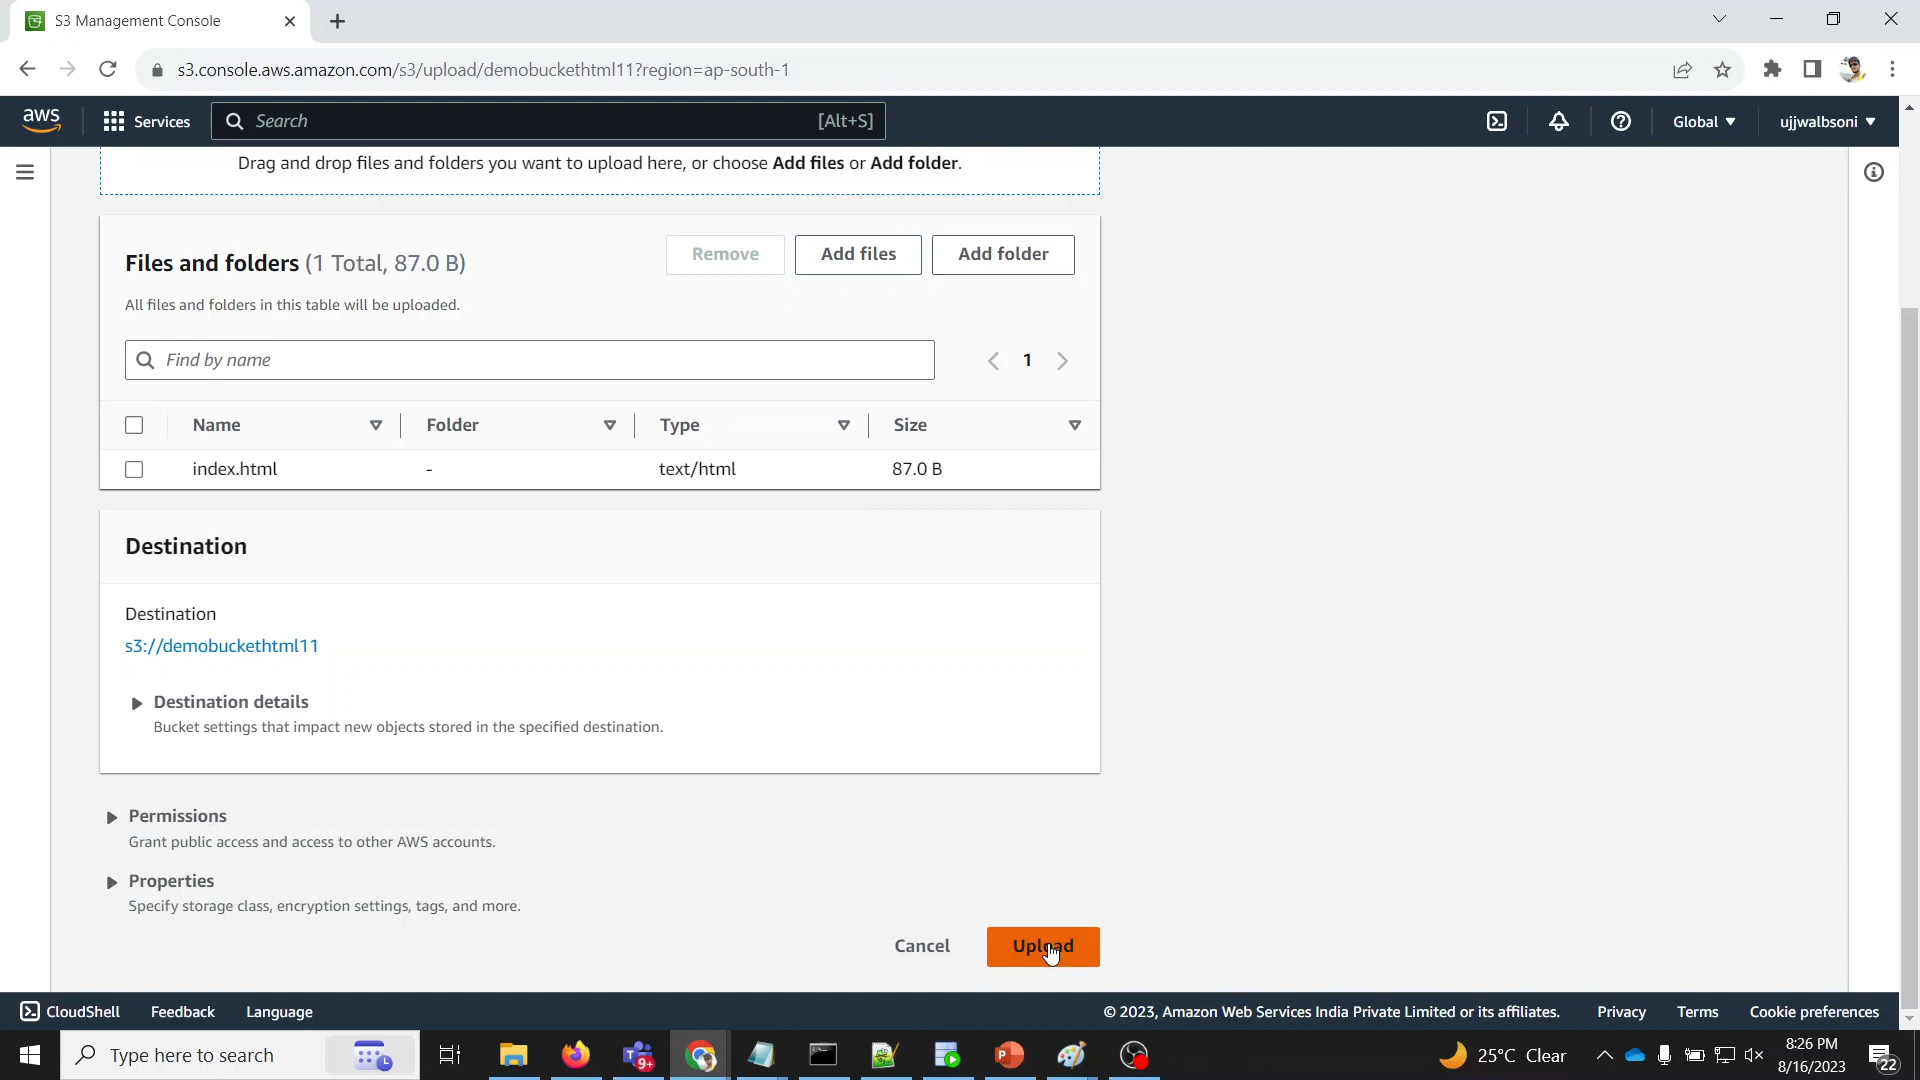 S3 Management Console
s3.console.aws.amazon.com/s3/upload/demobuckethtml11?region=ap-south-1
aws
Services
Search
[Alt+S]
Global
ujjwalbsoni
Drag and drop files and folders you want to upload here, or choose Add files or Add folder.
Files and folders (1 Total, 87.0 B)
Remove
Add files
Add folder
All files and folders in this table will be uploaded.
Find by name
1
Name
Folder
Type
Size
index.html
-
text/html
87.0 B
Destination
Destination
s3://demobuckethtml11
Destination details
Bucket settings that impact new objects stored in the specified destination.
Permissions
Grant public access and access to other AWS accounts.
Properties
Specify storage class, encryption settings, tags, and more.
Cancel
Upload
CloudShell
Feedback
Language
© 2023, Amazon Web Services India Private Limited or its affiliates.
Privacy
Terms
Cookie preferences
Type here to search
9+
25°C Clear
8:26 PM
8/16/2023
22